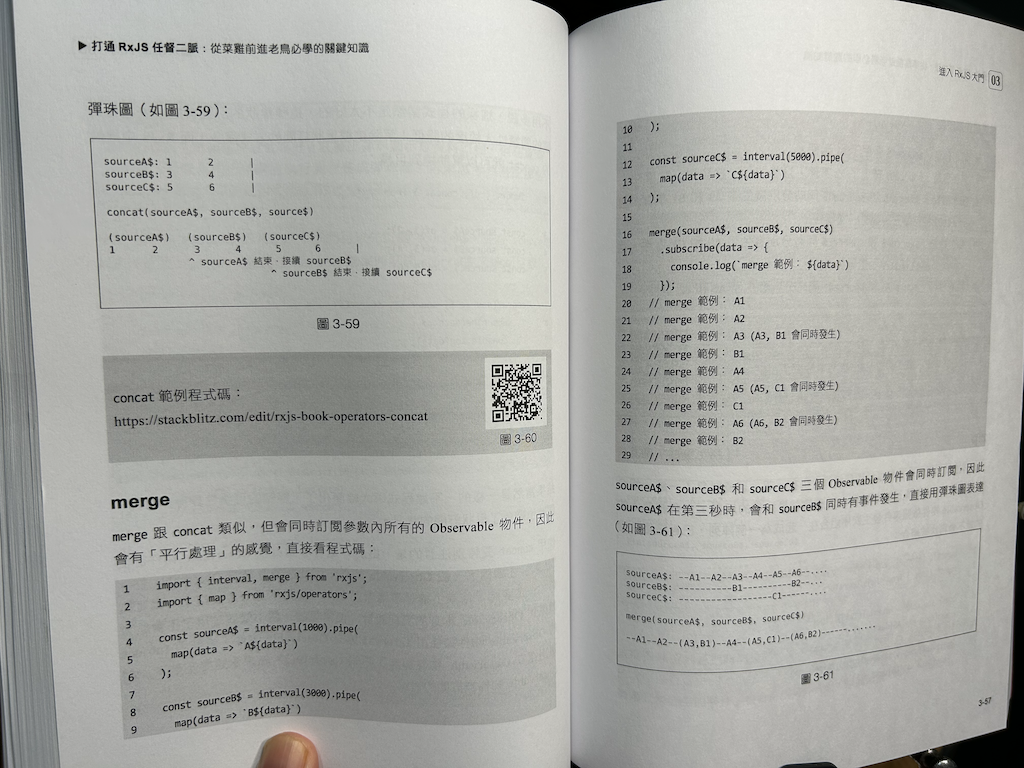 ▶ 打通 RxJS 任督二脈：從菜雞前進老鳥必學的關鍵知識
彈珠圖（如圖 3-59）：
sourceA$: 1      2      |
sourceB$: 3      4      |
sourceC$: 5      6      |
concat(sourceA$, sourceB$, source$)
(sourceA$)   (sourceB$)   (sourceC$)
1      2      3      4      5      6      |
^ sourceA$ 結束，接續 sourceB$
^ sourceB$ 結束，接續 sourceC$
圖 3-59
concat 範例程式碼：
https://stackblitz.com/edit/rxjs-book-operators-concat
圖 3-60
merge
merge 跟 concat 類似，但會同時訂閱參數內所有的 Observable 物件，因此
會有「平行處理」的感覺，直接看程式碼：
1   import { interval, merge } from 'rxjs';
2   import { map } from 'rxjs/operators';
3
4   const sourceA$ = interval(1000).pipe(
5     map(data => `A${data}`)
6   );
7
8   const sourceB$ = interval(3000).pipe(
9     map(data => `B${data}`)
進入 RxJS 大門 03
10   );
11
12   const sourceC$ = interval(5000).pipe(
13     map(data => `C${data}`)
14   );
15
16   merge(sourceA$, sourceB$, sourceC$)
17     .subscribe(data => {
18       console.log(`merge 範例： ${data}`)
19     });
20   // merge 範例： A1
21   // merge 範例： A2
22   // merge 範例： A3 (A3, B1 會同時發生)
23   // merge 範例： B1
24   // merge 範例： A4
25   // merge 範例： A5 (A5, C1 會同時發生)
26   // merge 範例： C1
27   // merge 範例： A6 (A6, B2 會同時發生)
28   // merge 範例： B2
29   // ...
sourceA$、sourceB$ 和 sourceC$ 三個 Observable 物件會同時訂閱，因此
sourceA$ 在第三秒時，會和 sourceB$ 同時有事件發生，直接用彈珠圖表達
（如圖 3-61）：
sourceA$: --A1--A2--A3--A4--A5--A6--....
sourceB$: ----------B1----------B2--...
sourceC$: ------------------C1------....
merge(sourceA$, sourceB$, sourceC$)
--A1--A2--(A3,B1)--A4--(A5,C1)--(A6,B2)------.......
圖 3-61
3-57